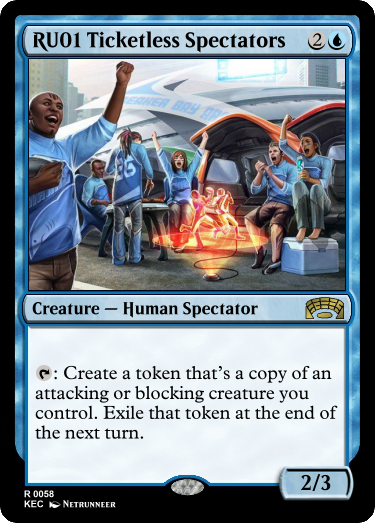 RU01 Ticketless Spectators 2
Creature — Human Spectator
: Create a token that's a copy of an
attacking or blocking creature you
control. Exile that token at the end of
the next turn.
2/3
R 0058
KEC NETRUNNEER